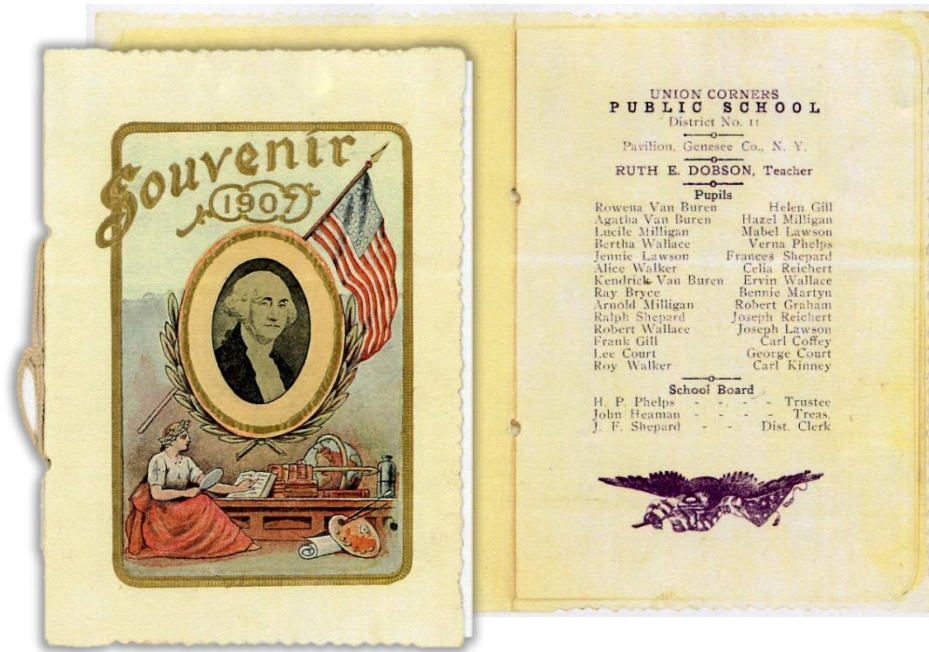 Souvenir
1907
UNION CORNERS
PUBLIC SCHOOL
District No. 11
Pavilion, Genesee Co., N. Y.
RUTH E. DOBSON, Teacher
Pupils
Rowena Van Buren Helen Gill
Agatha Van Buren Hazel Milligan
Lucile Milligan Mabel Lawson
Bertha Wallace Verna Phelps
Jennie Lawson Frances Shepard
Alice Walker Celia Reichert
Kendrick Van Buren Ervin Wallace
Ray Bryce Bennie Martyn
Arnold Milligan Robert Graham
Ralph Shepard Joseph Reichert
Robert Wallace Joseph Lawson
Frank Gill Carl Coffey
Lee Court George Court
Roy Walker Carl Kinney
School Board
H. P. Phelps - - - - Trustee
John Heaman - - - - Treas.
J. F. Shepard - - Dist. Clerk